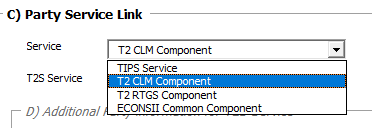 C) Party Service Link
Service
T2 CLM Component
TIPS Service
T2S Service
T2 CLM Component
T2 RTGS Component
D) Additional
ECONSII Common Component